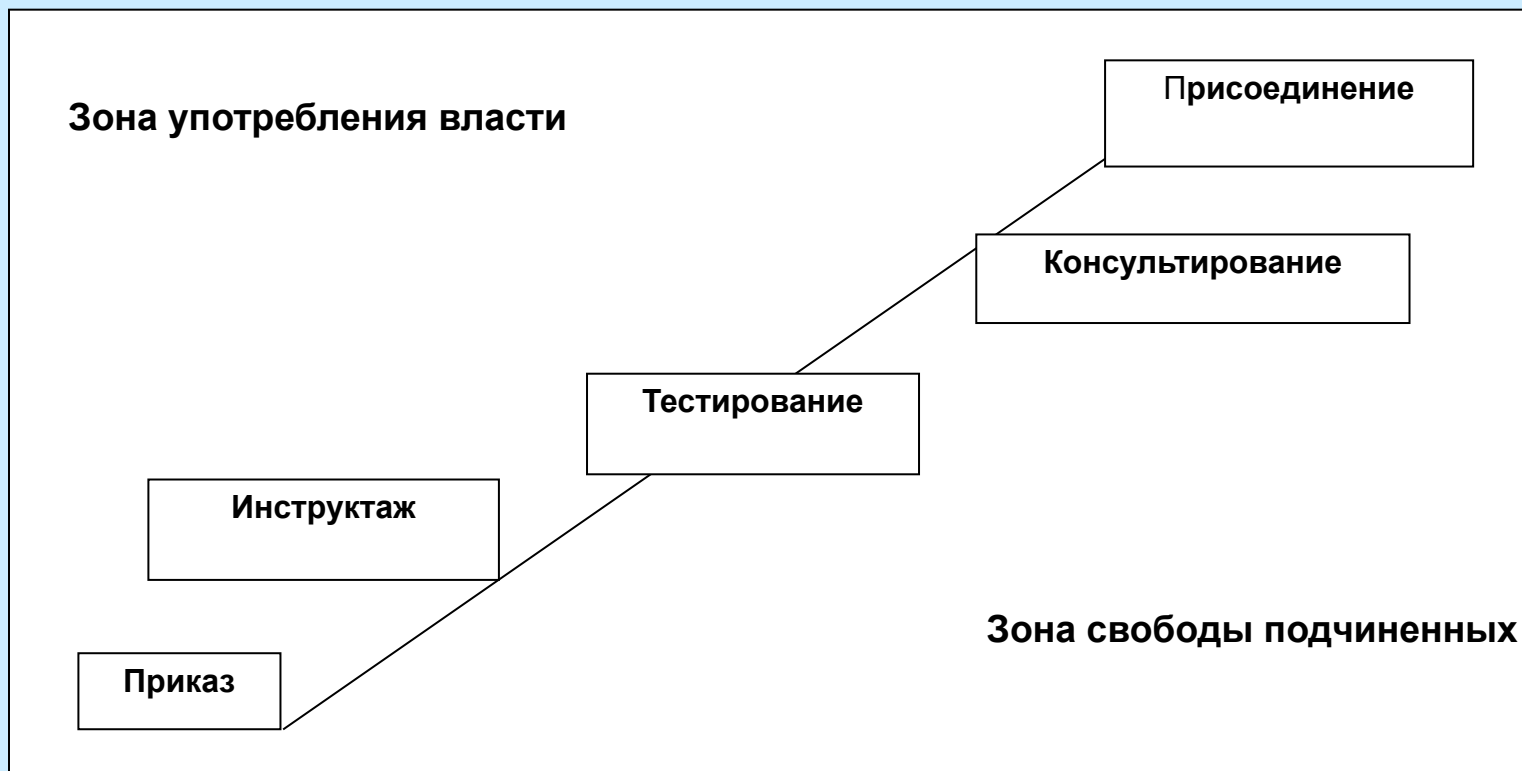 Присоединение
Зона употребления власти
Консультирование
Тестирование
Инструктаж
Зона свободы подчиненных
Приказ